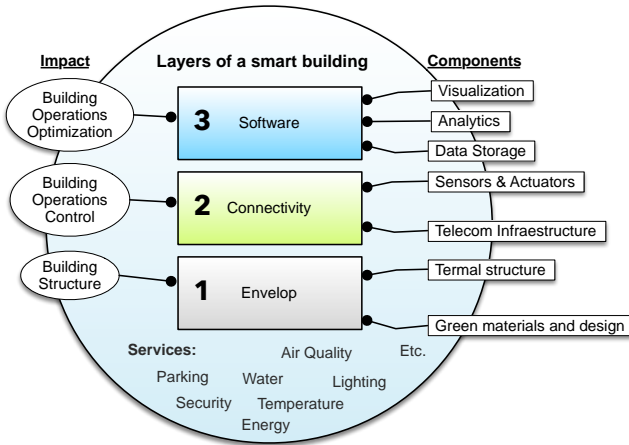 Impact
Layers of a smart building
Components
Building
Operations
Optimization
3
Software
Visualization
Analytics
Data Storage
Building
Operations
Control
2
Connectivity
Sensors & Actuators
Telecom Infraestructure
Building
Structure
1
Envelop
Termal structure
Green materials and design
Services:
Air Quality
Etc.
Parking
Water
Lighting
Security
Temperature
Energy